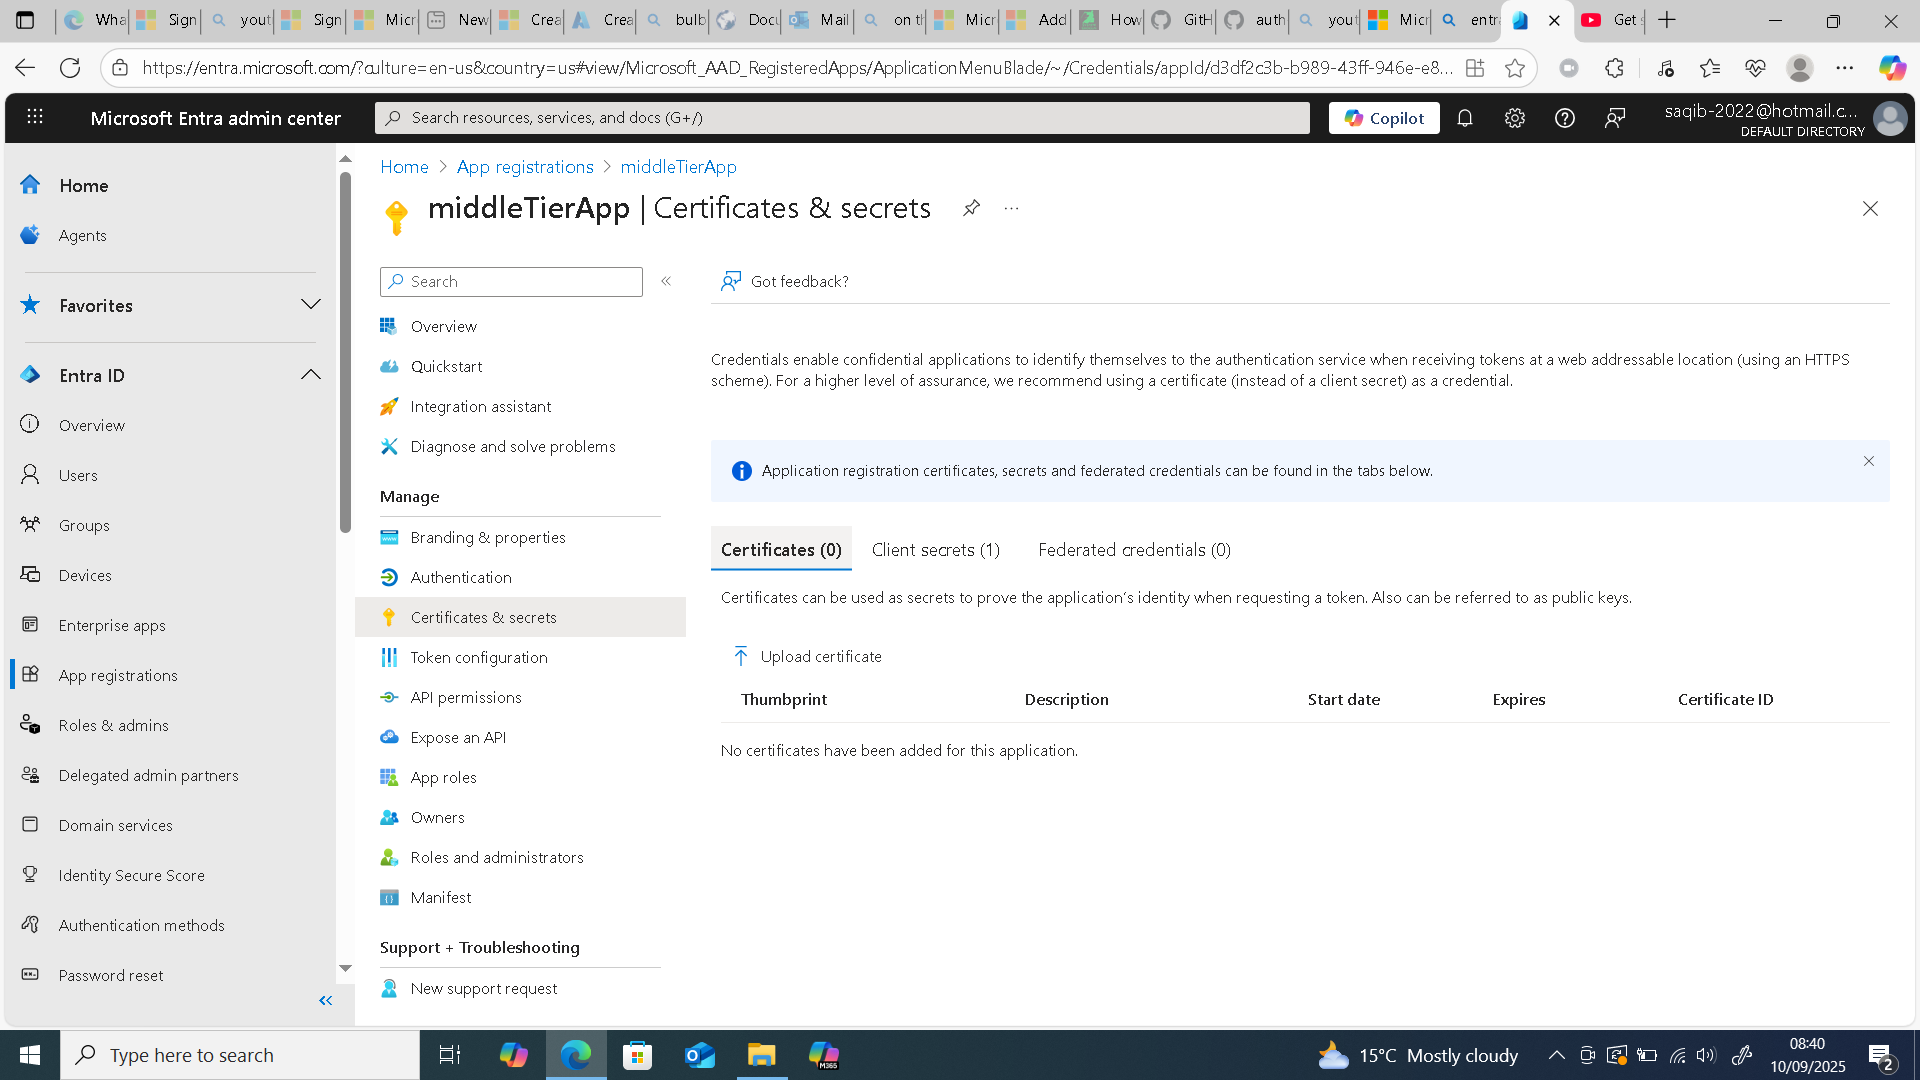 Wha
Sign
yout
Sign
Micr
New
Crea
Crea
bulb
Docu
Mail
on th
Micr
Add
How
GitH
auth
yout
Micr
entra
Get s
https://entra.microsoft.com/?culture=en-us&country=us#view/Microsoft_AAD_RegisteredApps/ApplicationMenuBlade/~/Credentials/appId/d3df2c3b-b989-43ff-946e-e8...
Microsoft Entra admin center
Search resources, services, and docs (G+/)
Copilot
saqib-2022@hotmail.c...
DEFAULT DIRECTORY
Home
Agents
Favorites
Entra ID
Overview
Users
Groups
Devices
Enterprise apps
App registrations
Roles & admins
Delegated admin partners
Domain services
Identity Secure Score
Authentication methods
Password reset
Home > App registrations > middleTierApp
middleTierApp | Certificates & secrets
Search
Overview
Quickstart
Integration assistant
Diagnose and solve problems
Manage
Branding & properties
Authentication
Certificates & secrets
Token configuration
API permissions
Expose an API
App roles
Owners
Roles and administrators
Manifest
Support + Troubleshooting
New support request
Got feedback?
Credentials enable confidential applications to identify themselves to the authentication service when receiving tokens at a web addressable location (using an HTTPS
scheme). For a higher level of assurance, we recommend using a certificate (instead of a client secret) as a credential.
Application registration certificates, secrets and federated credentials can be found in the tabs below.
Certificates (0) Client secrets (1) Federated credentials (0)
Certificates can be used as secrets to prove the application's identity when requesting a token. Also can be referred to as public keys.
Upload certificate
Thumbprint Description Start date Expires Certificate ID
No certificates have been added for this application.
Type here to search
M365
15°C Mostly cloudy
08:40
10/09/2025
2